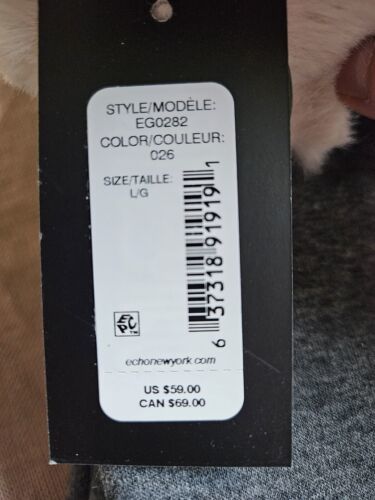 STYLE/MODÈLE:
EG0282
COLOR/COULEUR:
026
SIZE/TAILLE:
L/G
6 37318 91919 1
EPC™
echonewyork.com
US $59.00
CAN $69.00